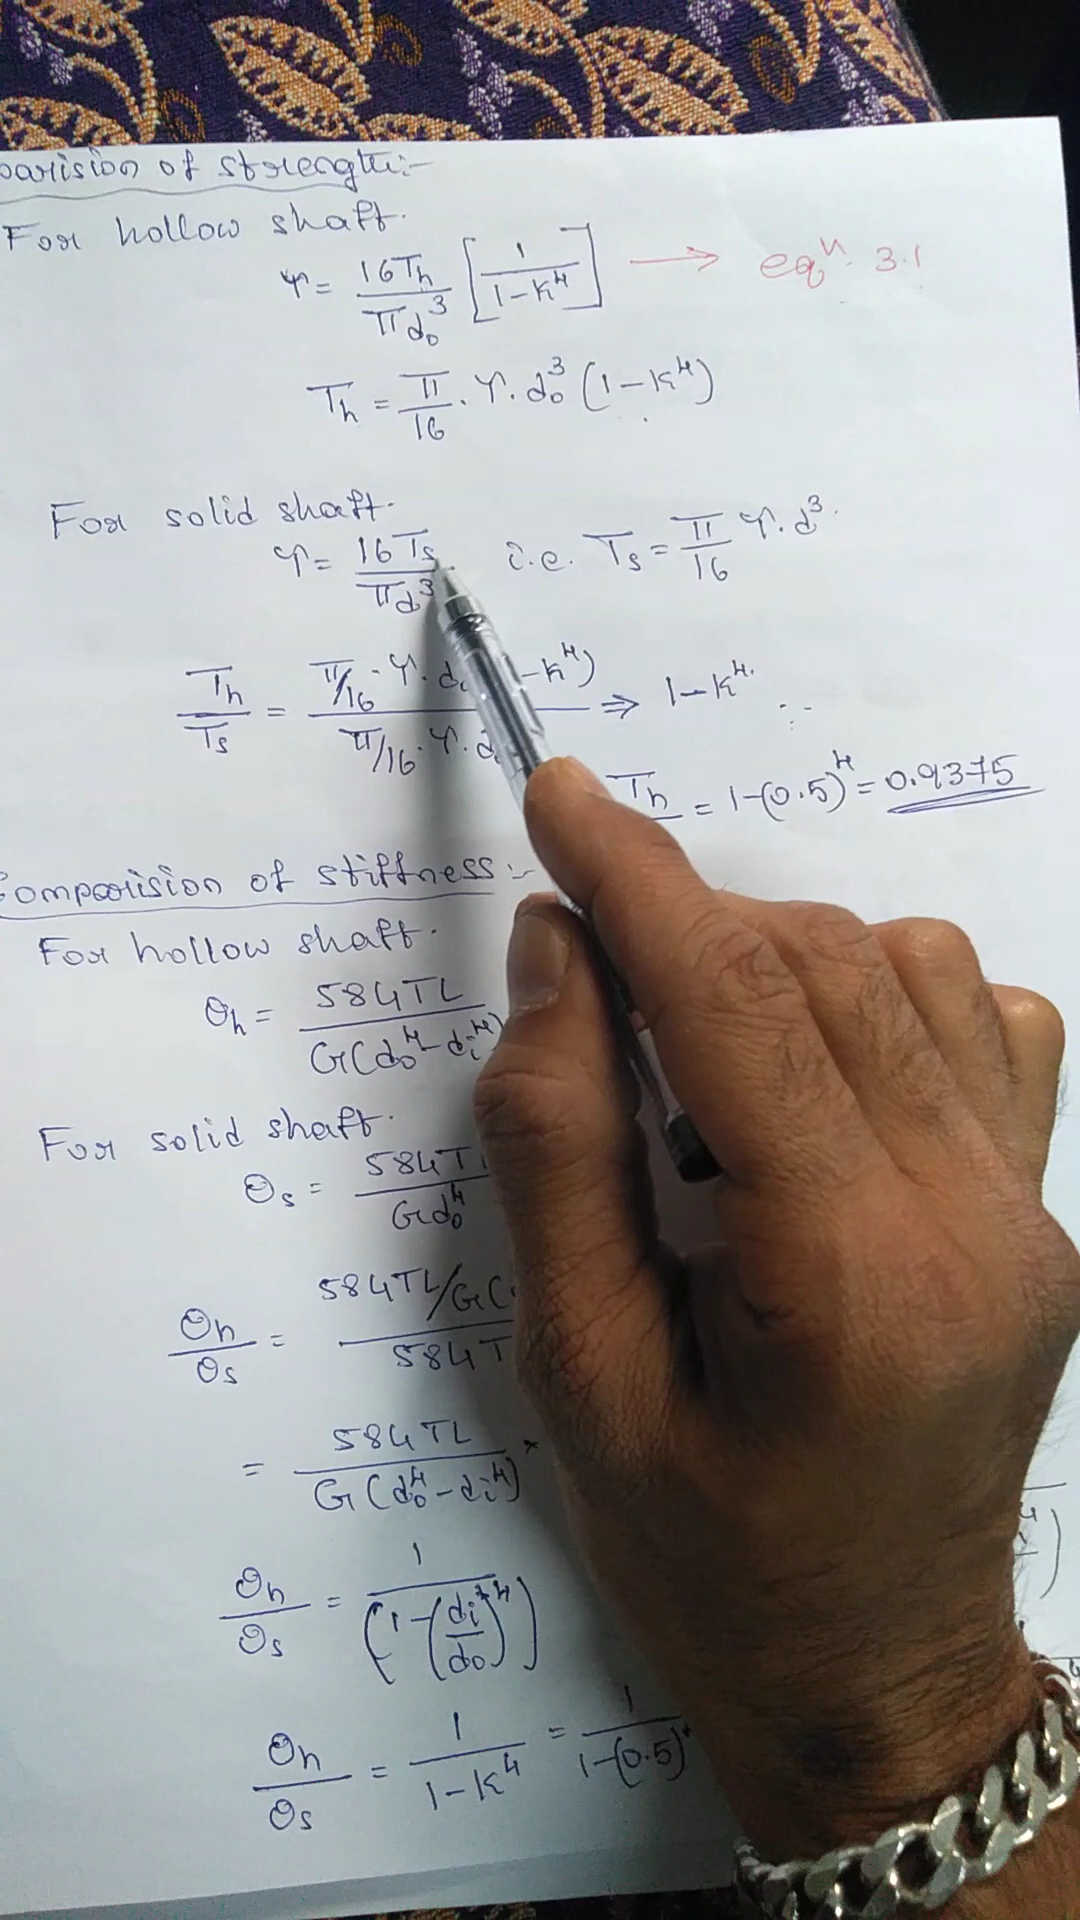 parision of strength:-
For hollow shaft.
τ = 16Th/πdo³ [1/1-K⁴] → eqⁿ. 3.1
Th = π/16 . τ. do³ (1-K⁴)
For solid shaft.
τ = 16Ts/πd³ i.e. Ts = π/16 τ. d³.
Th/Ts = π/16 . τ. d -K⁴) / π/16 . τ. d ⇒ 1-K⁴.
Th = 1-(0.5)⁴ = 0.9375
Comparision of stiffness:-
For hollow shaft.
θh = 584TL/G(do⁴-di⁴)
For solid shaft.
θs = 584T/Gdo⁴
θh/θs = 584TL/G( / 584T
= 584TL/G(do⁴-di⁴) *
θh/θs = 1/(1-(di/do)⁴)
θh/θs = 1/1-K⁴ = 1/1-(0.5)